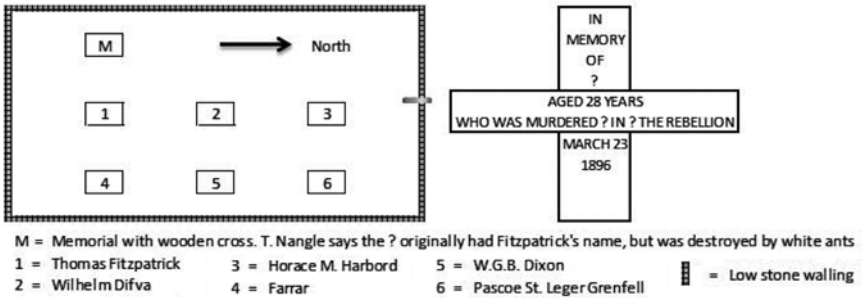 M
North
1
2
3
4
5
6
IN
MEMORY
OF
?
AGED 28 YEARS
WHO WAS MURDERED ? IN ? THE REBELLION
MARCH 23
1896
M = Memorial with wooden cross. T. Nangle says the ? originally had Fitzpatrick's name, but was destroyed by white ants
1 = Thomas Fitzpatrick
2 = Wilhelm Difva
3 = Horace M. Harbord
4 = Farrar
5 = W.G.B. Dixon
6 = Pascoe St. Leger Grenfell
= Low stone walling